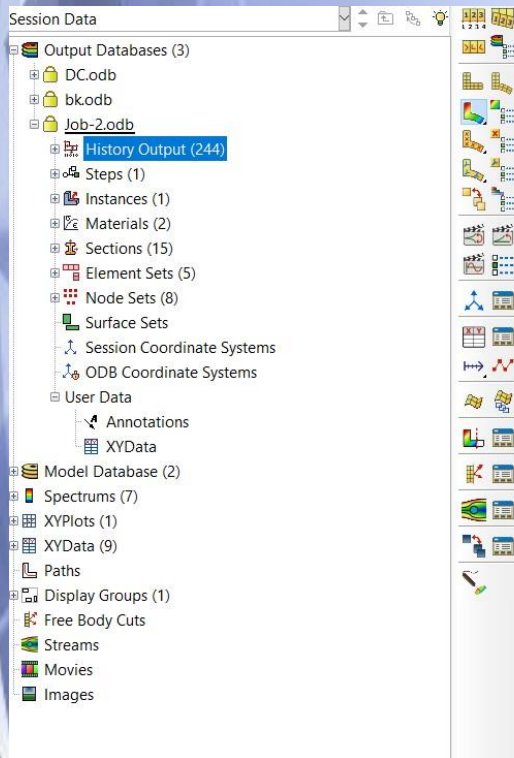 Session Data
Output Databases (3)
DC.odb
bk.odb
Job-2.odb
History Output (244)
Steps (1)
Instances (1)
Materials (2)
Sections (15)
Element Sets (5)
Node Sets (8)
Surface Sets
Session Coordinate Systems
ODB Coordinate Systems
User Data
Annotations
XYData
Model Database (2)
Spectrums (7)
XYPlots (1)
XYData (9)
Paths
Display Groups (1)
Free Body Cuts
Streams
Movies
Images